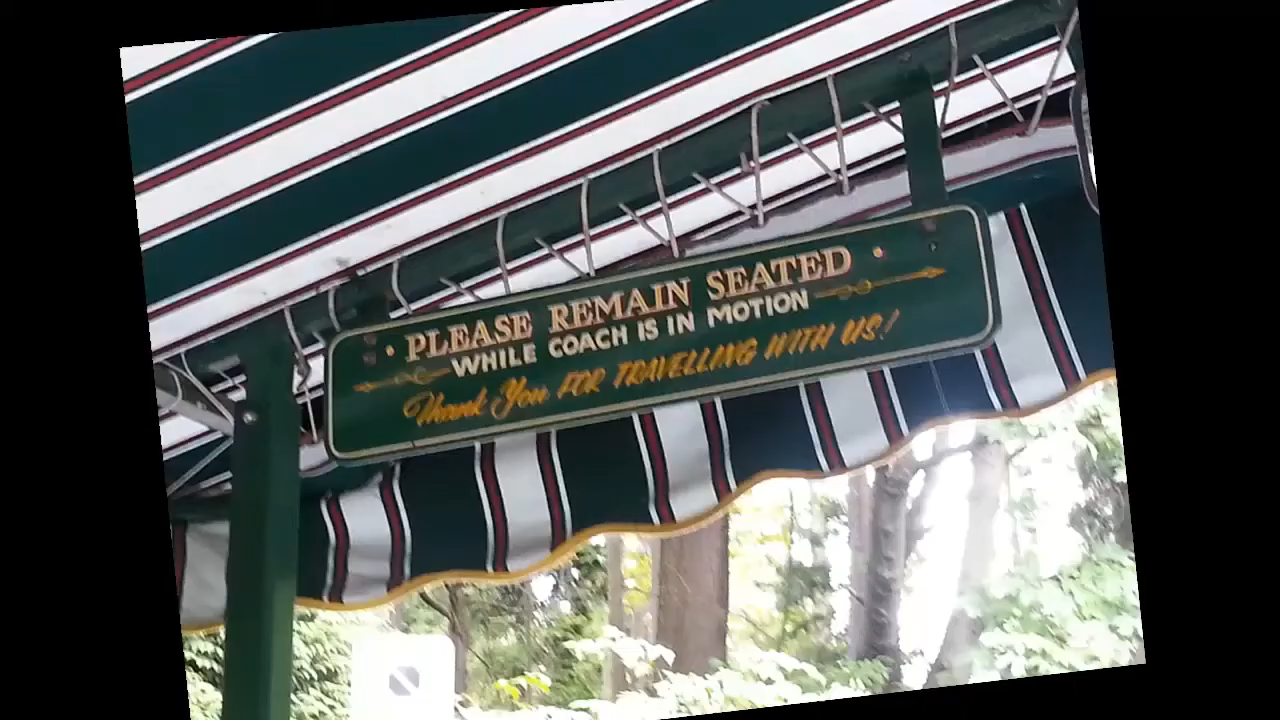 PLEASE REMAIN SEATED
WHILE COACH IS IN MOTION
Thank You FOR TRAVELLING WITH US!